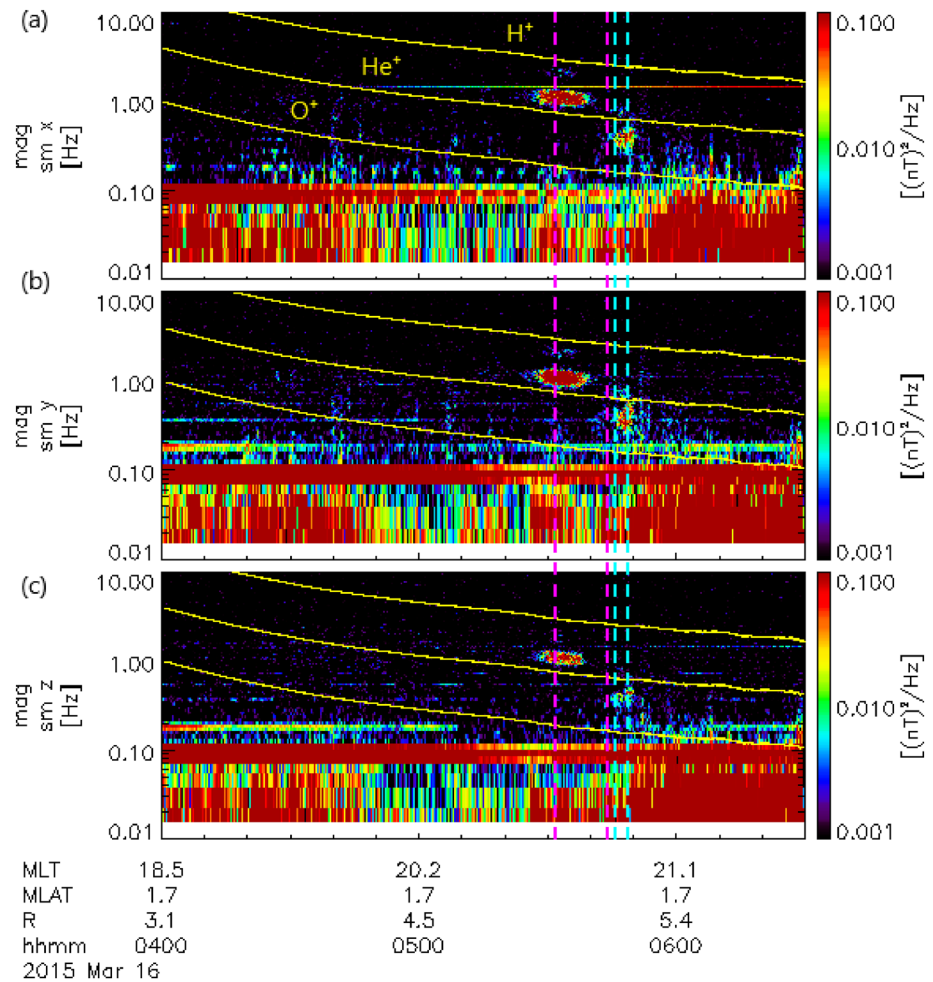 (a)
10.00
1.00
0.10
0.01
mag
sm x
[Hz]
H+
He+
O+
0.100
0.010
0.001
[(nT)²/Hz]
(b)
10.00
1.00
0.10
0.01
mag
sm y
[Hz]
0.100
0.010
0.001
[(nT)²/Hz]
(c)
10.00
1.00
0.10
0.01
mag
sm z
[Hz]
0.100
0.010
0.001
[(nT)²/Hz]
MLT 18.5 20.2 21.1
MLAT 1.7 1.7 1.7
R 3.1 4.5 5.4
hhmm 0400 0500 0600
2015 Mar 16